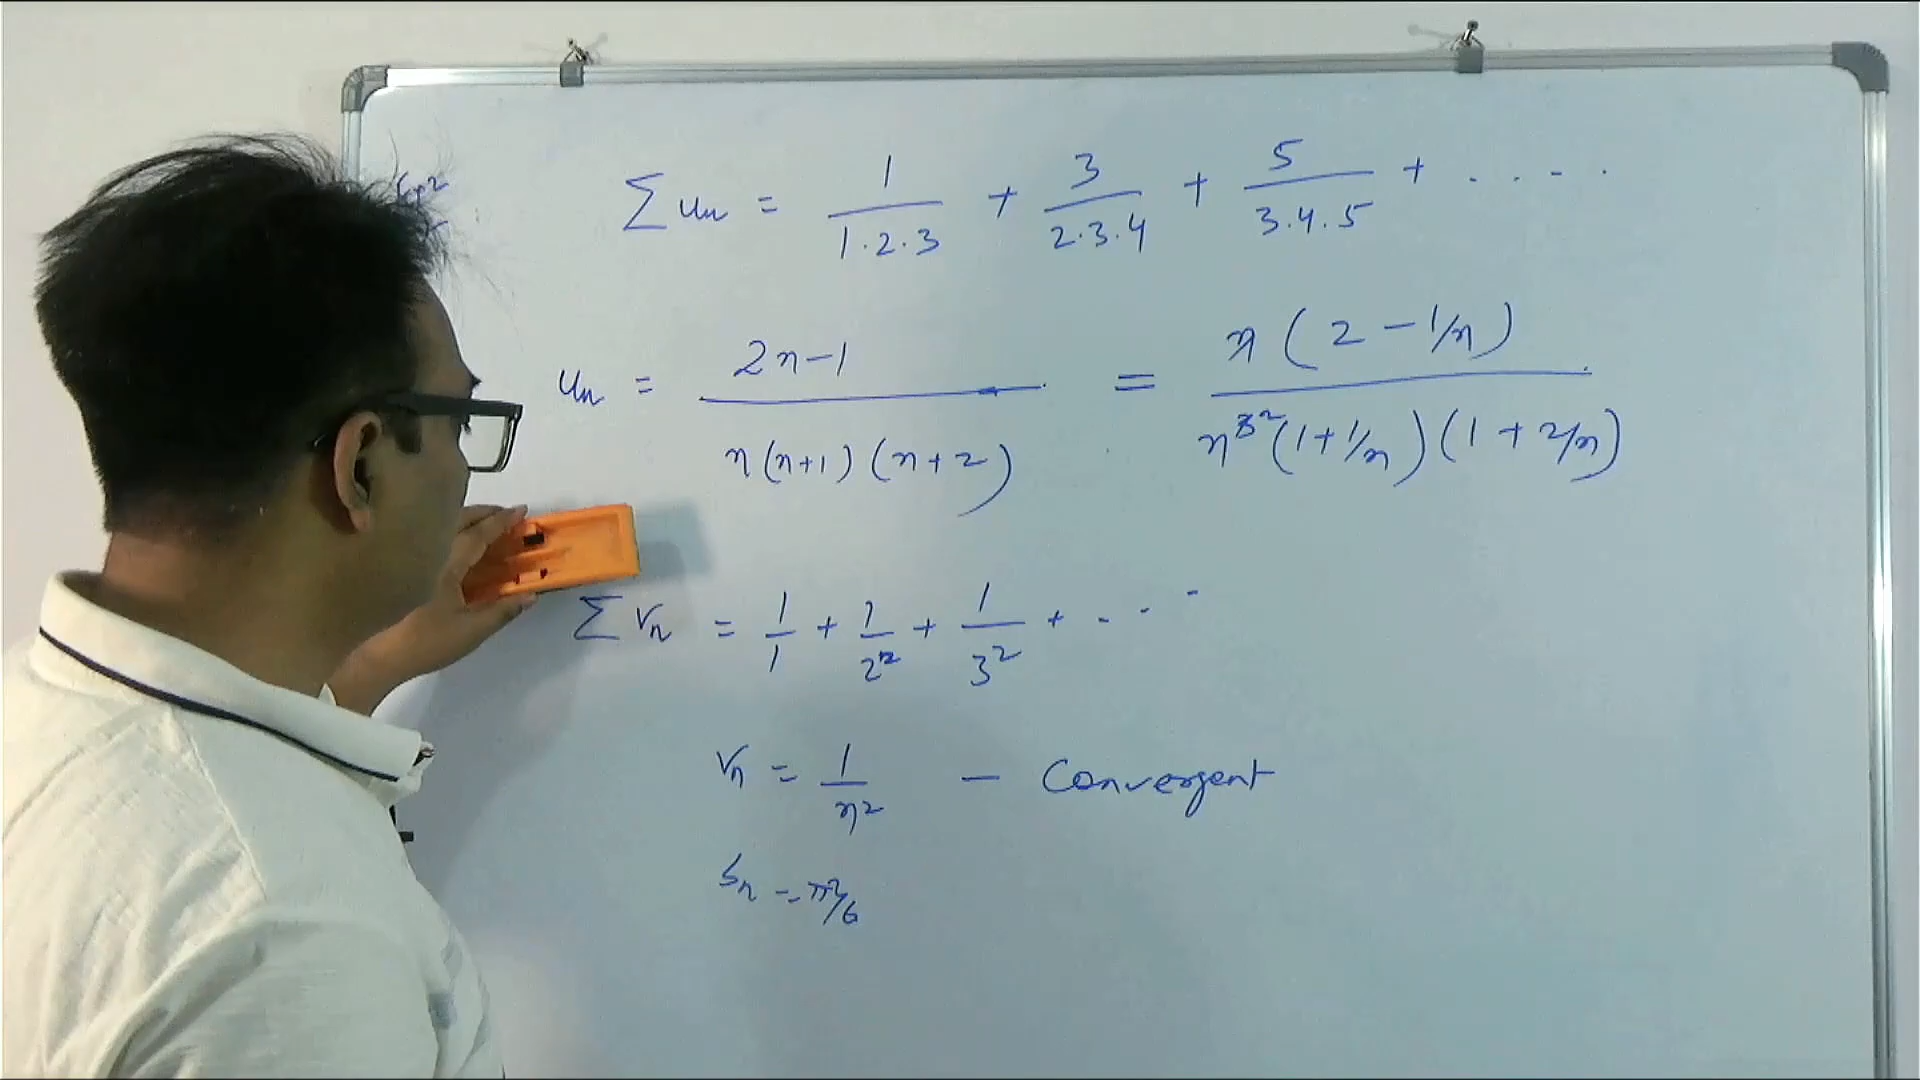 ∑ uₙ = 1/(1·2·3) + 3/(2·3·4) + 5/(3·4·5) + ....
uₙ = (2n-1)/(n(n+1)(n+2)) = n(2 - 1/n)/(n³²(1+1/n)(1+2/n))
∑ vₙ = 1/1 + 1/2² + 1/3² + ...
vₙ = 1/n² - Convergent
Sₙ = π²/6